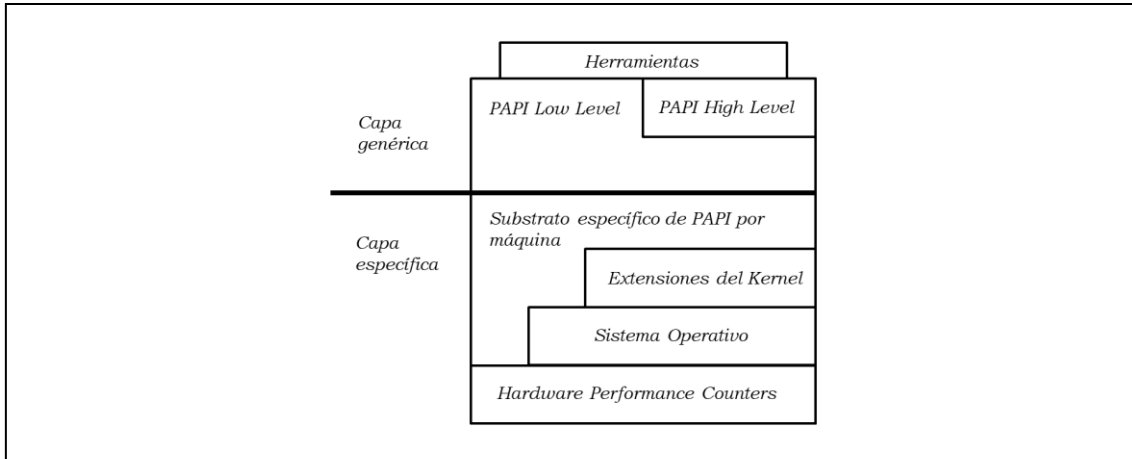 Herramientas
PAPI Low Level
PAPI High Level
Capa
genérica
Substrato específico de PAPI por
máquina
Capa
específica
Extensiones del Kernel
Sistema Operativo
Hardware Performance Counters